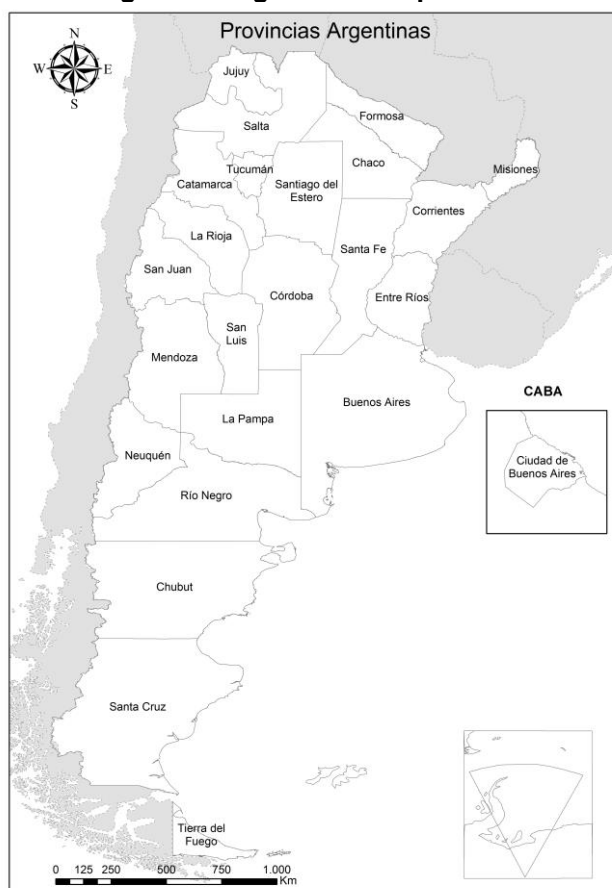 Provincias Argentinas
N
W E
S
Jujuy
Formosa
Salta
Chaco
Tucumán
Misiones
Catamarca
Santiago del
Estero
Corrientes
La Rioja
Santa Fe
San Juan
Córdoba
Entre Ríos
San
Luis
Mendoza
CABA
Buenos Aires
La Pampa
Neuquén
Ciudad de
Buenos Aires
Río Negro
Chubut
Santa Cruz
Tierra del
Fuego
0 125 250 500 750 1.000
Km